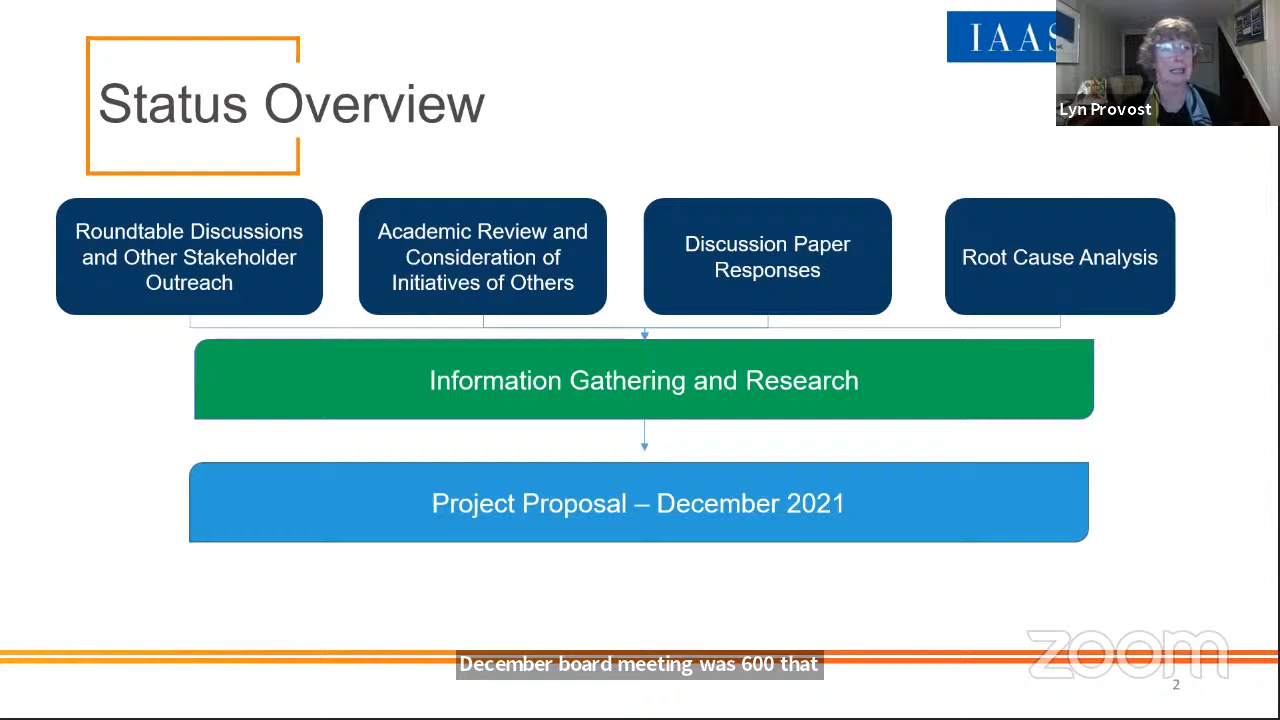 IAAS
Lyn Provost
Status Overview
Roundtable Discussions
and Other Stakeholder
Outreach
Academic Review and
Consideration of
Initiatives of Others
Discussion Paper
Responses
Root Cause Analysis
Information Gathering and Research
Project Proposal – December 2021
December board meeting was 600 that
zoom
2